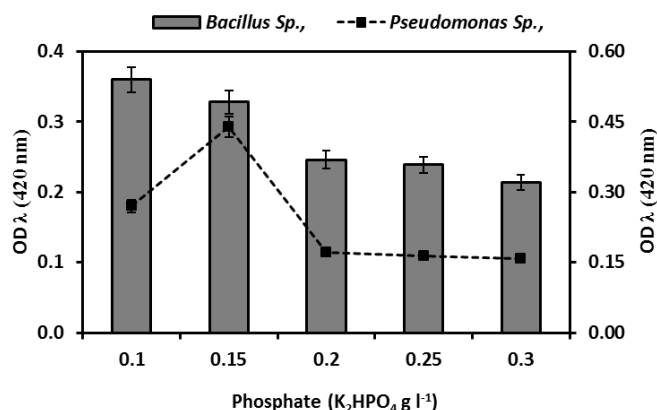 Bacillus Sp., Pseudomonas Sp.,
0.4 0.60
0.3 0.45
0.2 0.30
0.1 0.15
0.0 0.00
OD λ (420 nm)
OD λ (420 nm)
0.1 0.15 0.2 0.25 0.3
Phosphate (K₂HPO₄ g l⁻¹)